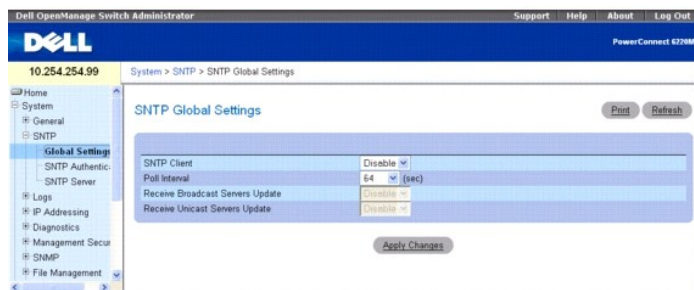 Dell OpenManage Switch Administrator
Support Help About Log Out
DELL
PowerConnect 6220M
10.254.254.99
System > SNTP > SNTP Global Settings
Home
System
General
SNTP
Global Settings
SNTP Authentic
SNTP Server
Logs
IP Addressing
Diagnostics
Management Secur
SNMP
File Management
SNTP Global Settings
Print Refresh
SNTP Client Disable
Poll Interval 64 (sec)
Receive Broadcast Servers Update Disable
Receive Unicast Servers Update Disable
Apply Changes